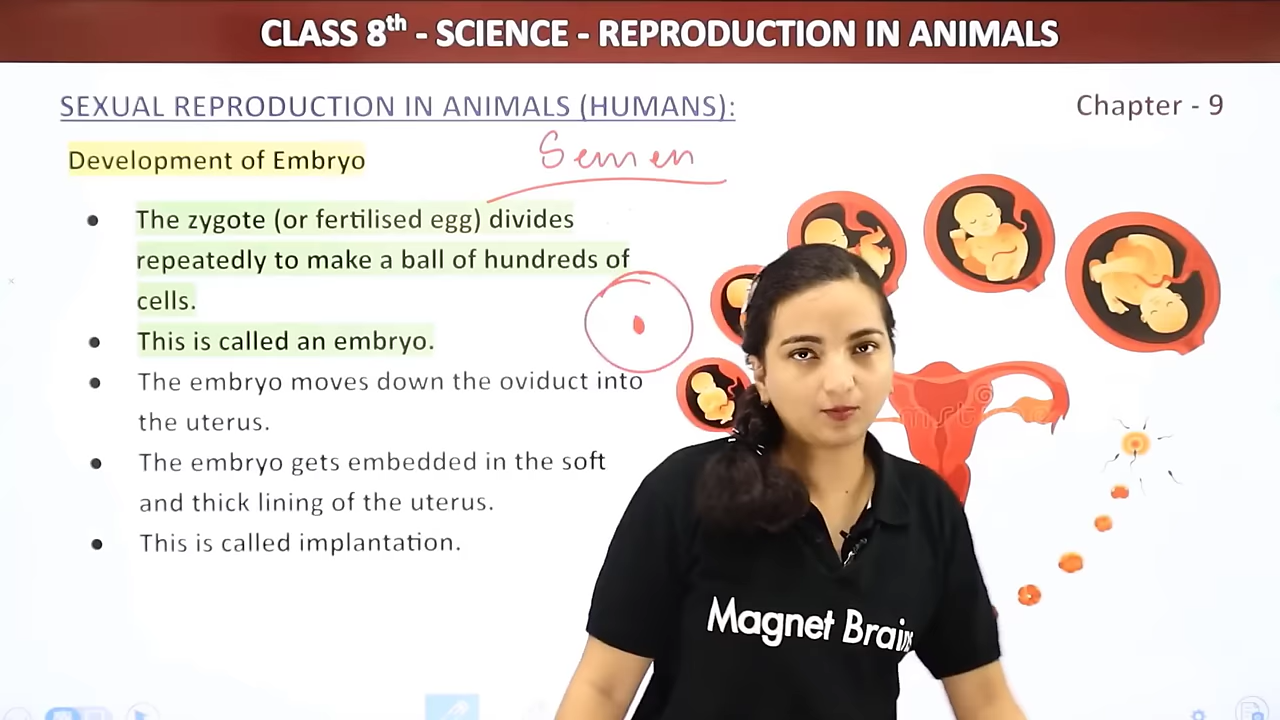 CLASS 8th - SCIENCE - REPRODUCTION IN ANIMALS
SEXUAL REPRODUCTION IN ANIMALS (HUMANS):
Chapter - 9
Development of Embryo
Semen
● The zygote (or fertilised egg) divides
repeatedly to make a ball of hundreds of
cells.
● This is called an embryo.
● The embryo moves down the oviduct into
the uterus.
● The embryo gets embedded in the soft
and thick lining of the uterus.
● This is called implantation.
Magnet Brains